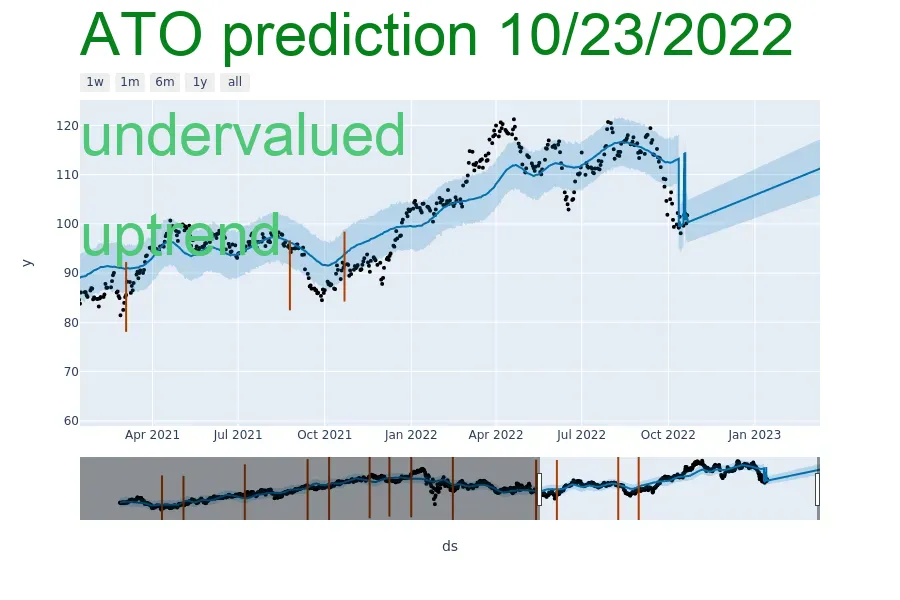 ATO prediction 10/23/2022
1w 1m 6m 1y all
undervalued
uptrend
120
110
100
90
80
70
60
y
Apr 2021 Jul 2021 Oct 2021 Jan 2022 Apr 2022 Jul 2022 Oct 2022 Jan 2023
ds